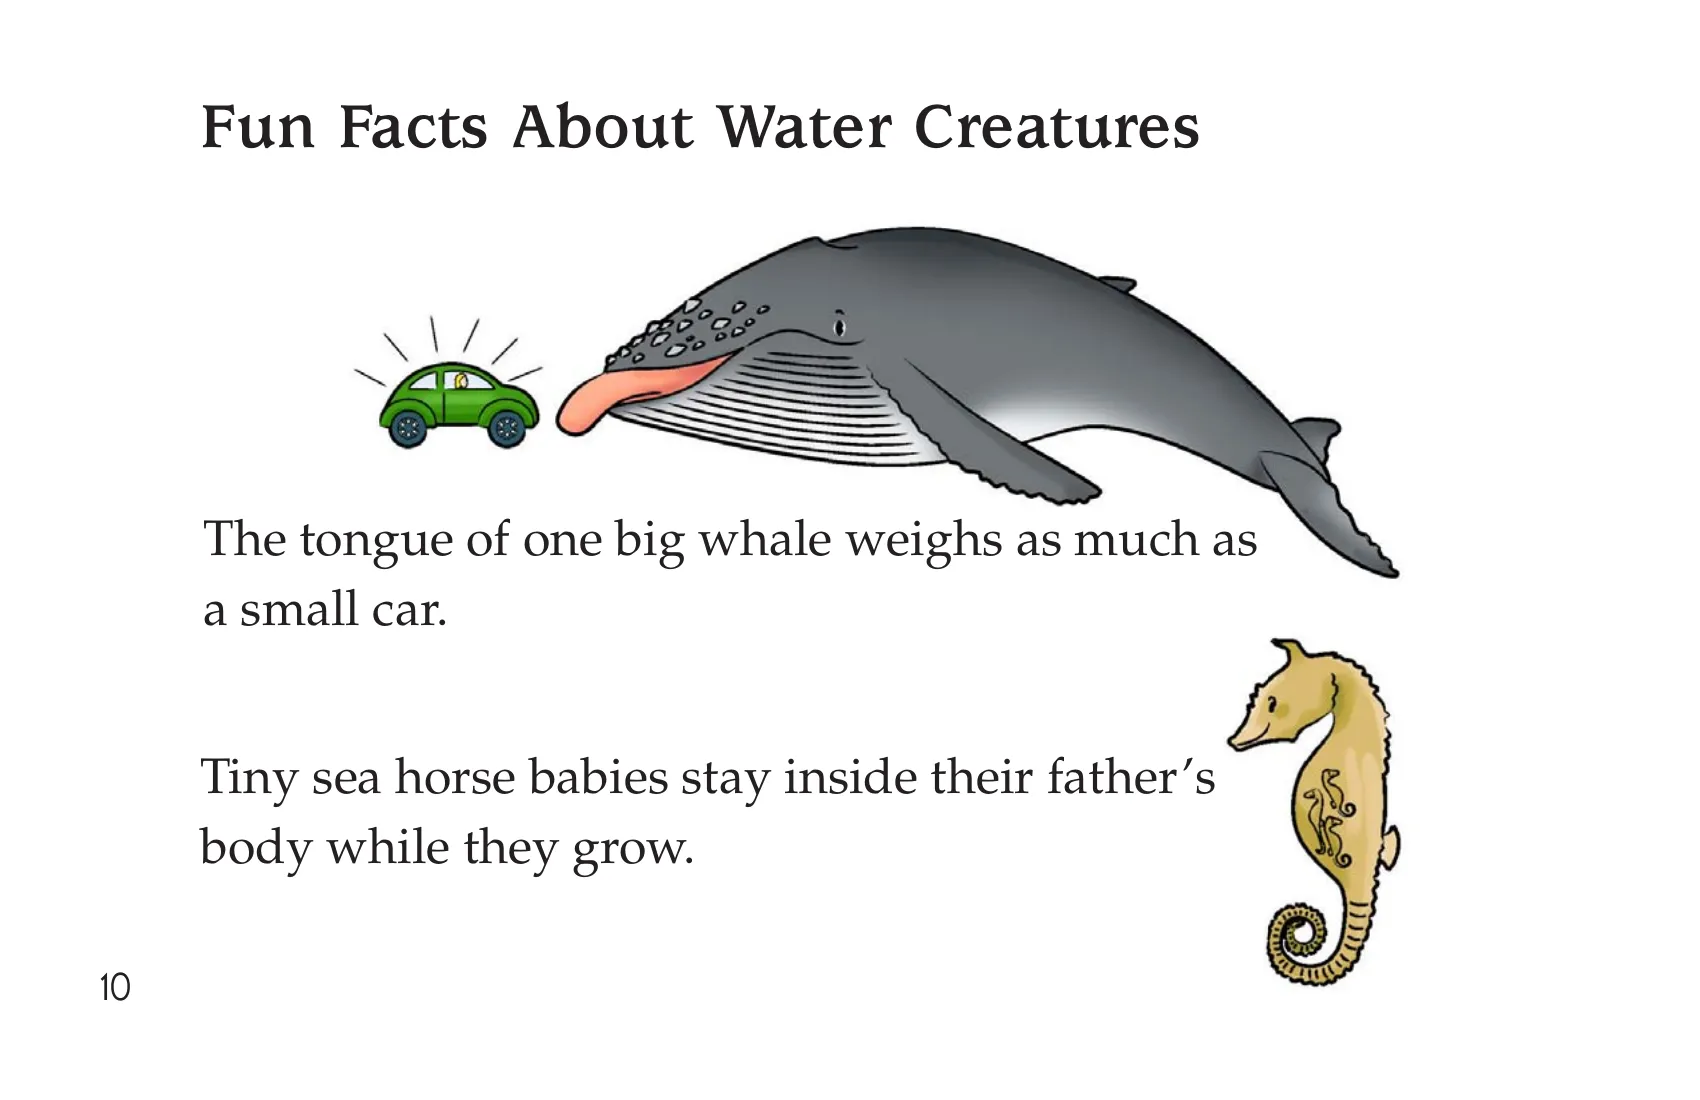 Fun Facts About Water Creatures
The tongue of one big whale weighs as much as
a small car.
Tiny sea horse babies stay inside their father’s
body while they grow.
10